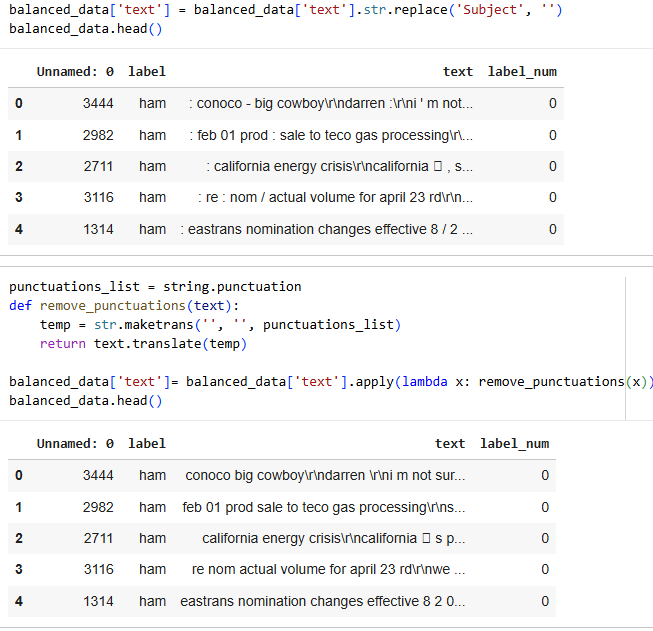 balanced_data['text'] = balanced_data['text'].str.replace('Subject', '')
balanced_data.head()
Unnamed: 0 label text label_num
0 3444 ham : conoco - big cowboy\r\ndarren :\r\ni ' m not... 0
1 2982 ham : feb 01 prod : sale to teco gas processing\r\... 0
2 2711 ham : california energy crisis\r\ncalifornia  , s... 0
3 3116 ham : re : nom / actual volume for april 23 rd\r\n... 0
4 1314 ham : eastrans nomination changes effective 8 / 2 ... 0
punctuations_list = string.punctuation
def remove_punctuations(text):
    temp = str.maketrans('', '', punctuations_list)
    return text.translate(temp)
balanced_data['text']= balanced_data['text'].apply(lambda x: remove_punctuations(x))
balanced_data.head()
Unnamed: 0 label text label_num
0 3444 ham conoco big cowboy\r\ndarren \r\ni m not sur... 0
1 2982 ham feb 01 prod sale to teco gas processing\r\ns... 0
2 2711 ham california energy crisis\r\ncalifornia  s p... 0
3 3116 ham re nom actual volume for april 23 rd\r\nwe ... 0
4 1314 ham eastrans nomination changes effective 8 2 0... 0